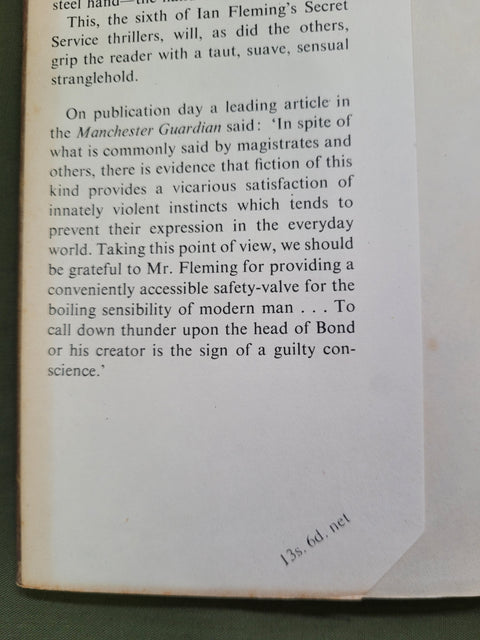 steel hand—the
This, the sixth of Ian Fleming's Secret
Service thrillers, will, as did the others,
grip the reader with a taut, suave, sensual
stranglehold.
On publication day a leading article in
the Manchester Guardian said: 'In spite of
what is commonly said by magistrates and
others, there is evidence that fiction of this
kind provides a vicarious satisfaction of
innately violent instincts which tends to
prevent their expression in the everyday
world. Taking this point of view, we should
be grateful to Mr. Fleming for providing a
conveniently accessible safety-valve for the
boiling sensibility of modern man . . . To
call down thunder upon the head of Bond
or his creator is the sign of a guilty con-
science.'
13s. 6d. net